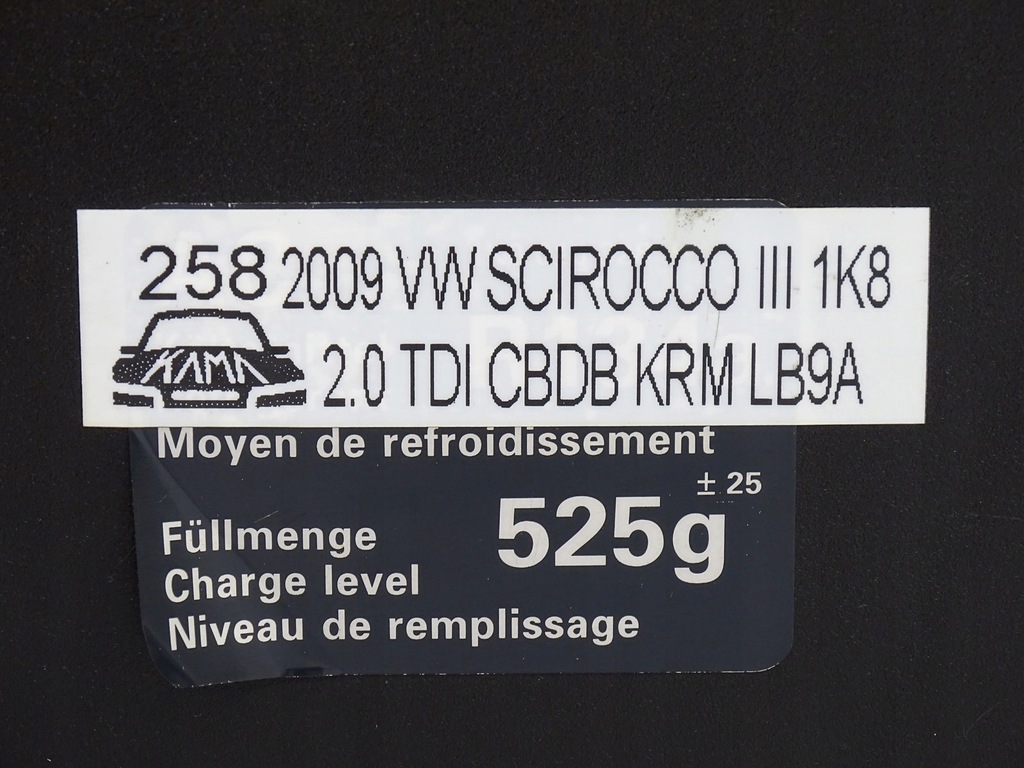 258 2009 VW SCIROCCO III 1K8
KAMA 2.0 TDI CBDB KRM LB9A
Moyen de refroidissement
± 25
Füllmenge 525g
Charge level
Niveau de remplissage